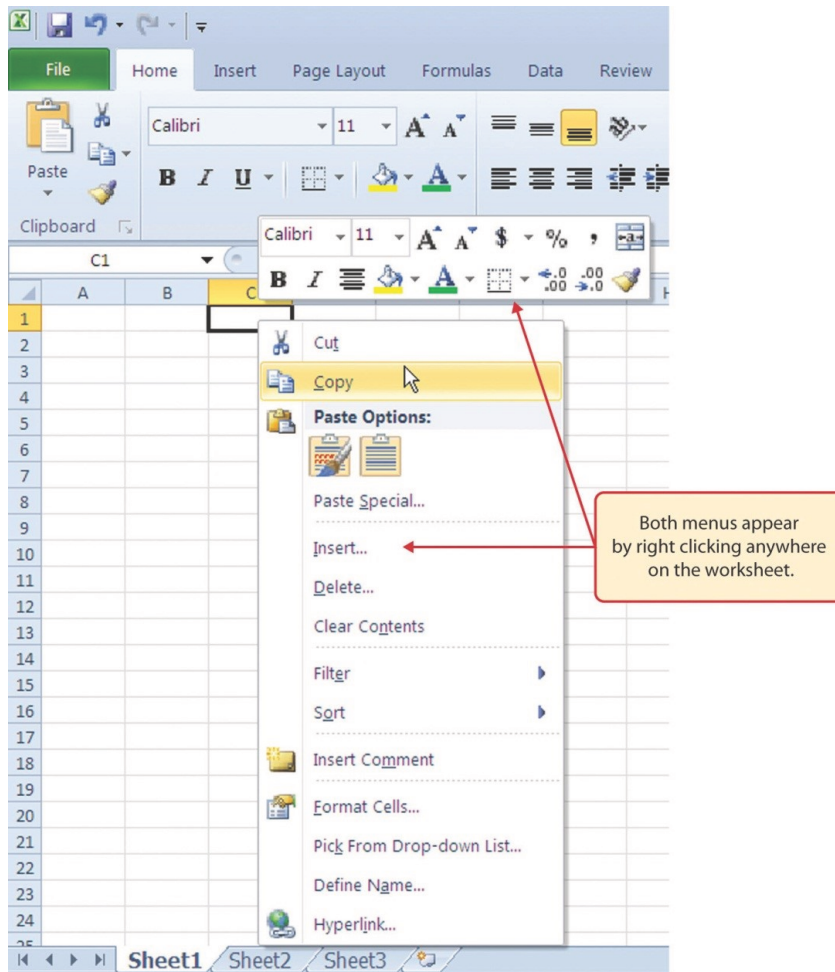 File Home Insert Page Layout Formulas Data Review
Calibri 11 A A
Paste B I U A
Clipboard
Calibri 11 A A $ % , a
B I A .0 .00 .00 .0
C1
A B C
1
2
3
4
5
6
7
8
9
10
11
12
13
14
15
16
17
18
19
20
21
22
23
24
Cut
Copy
Paste Options:
Paste Special...
Insert...
Delete...
Clear Contents
Filter
Sort
Insert Comment
Format Cells...
Pick From Drop-down List...
Define Name...
Hyperlink...
Both menus appear
by right clicking anywhere
on the worksheet.
Sheet1 Sheet2 Sheet3